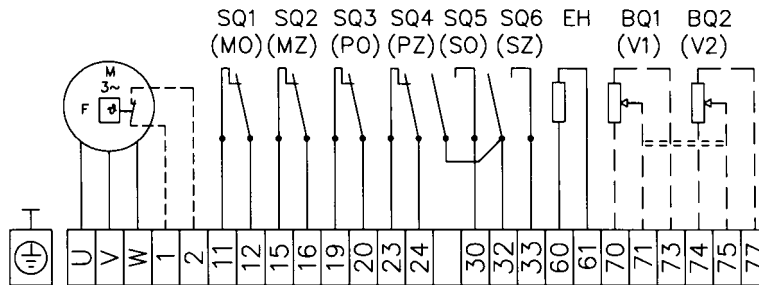 SQ1 SQ2 SQ3 SQ4 SQ5 SQ6 EH BQ1 BQ2
(MO) (MZ) (PO) (PZ) (SO) (SZ) (V1) (V2)
M
3~
F ϑ
U V W 1 2 11 12 15 16 19 20 23 24 30 32 33 60 61 70 71 73 74 75 77